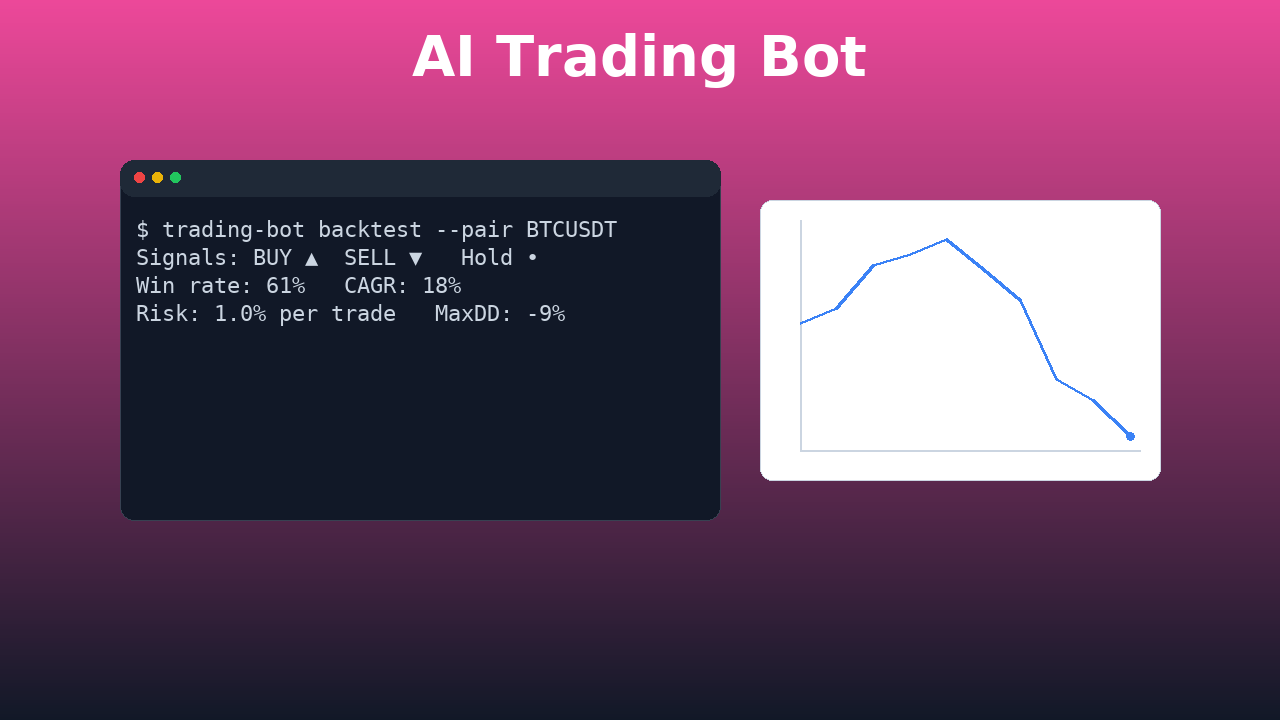 AI Trading Bot
$ trading-bot backtest --pair BTCUSDT
Signals: BUY ▲  SELL ▼   Hold •
Win rate: 61%   CAGR: 18%
Risk: 1.0% per trade   MaxDD: -9%